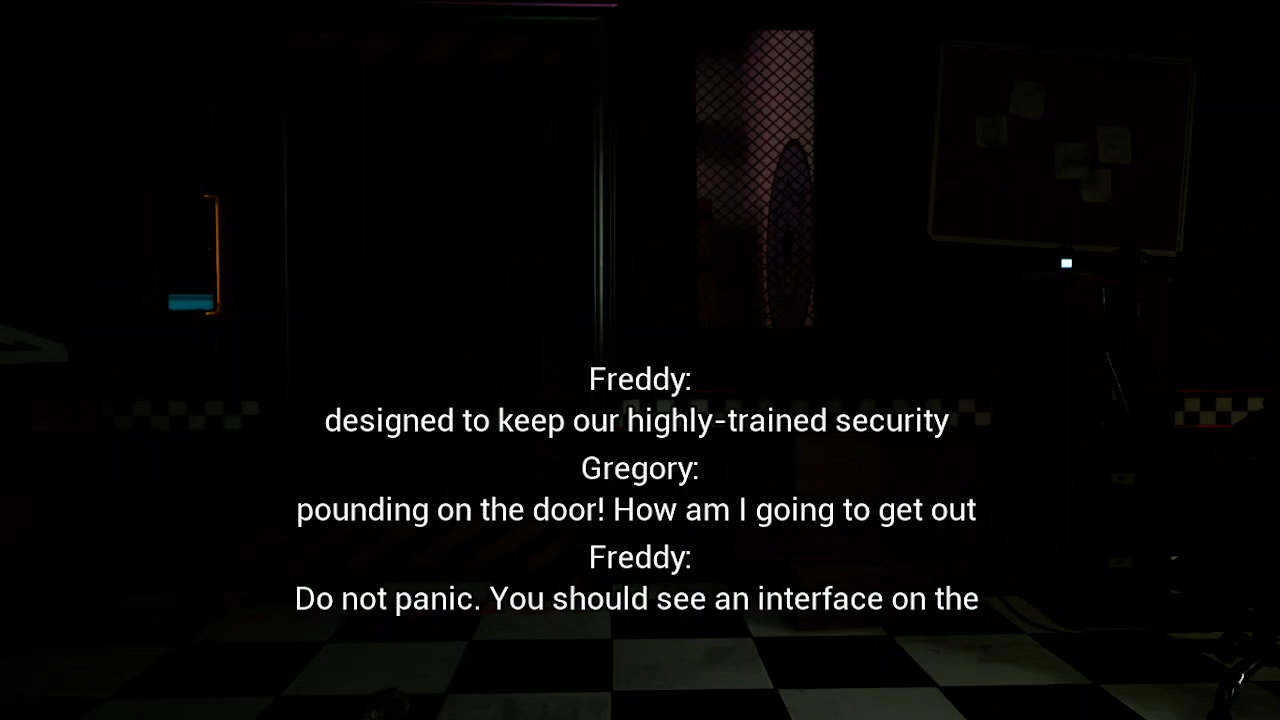 Freddy:
designed to keep our highly-trained security
Gregory:
pounding on the door! How am I going to get out
Freddy:
Do not panic. You should see an interface on the